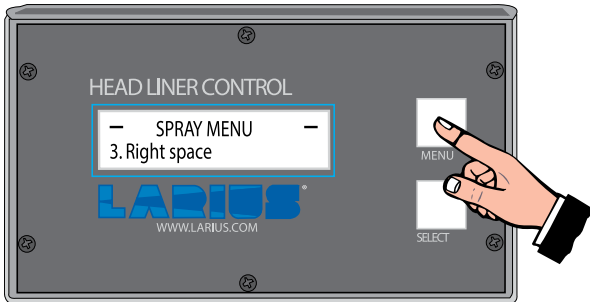 HEAD LINER CONTROL
– SPRAY MENU –
3. Right space
MENU
LARIUS®
WWW.LARIUS.COM
SELECT